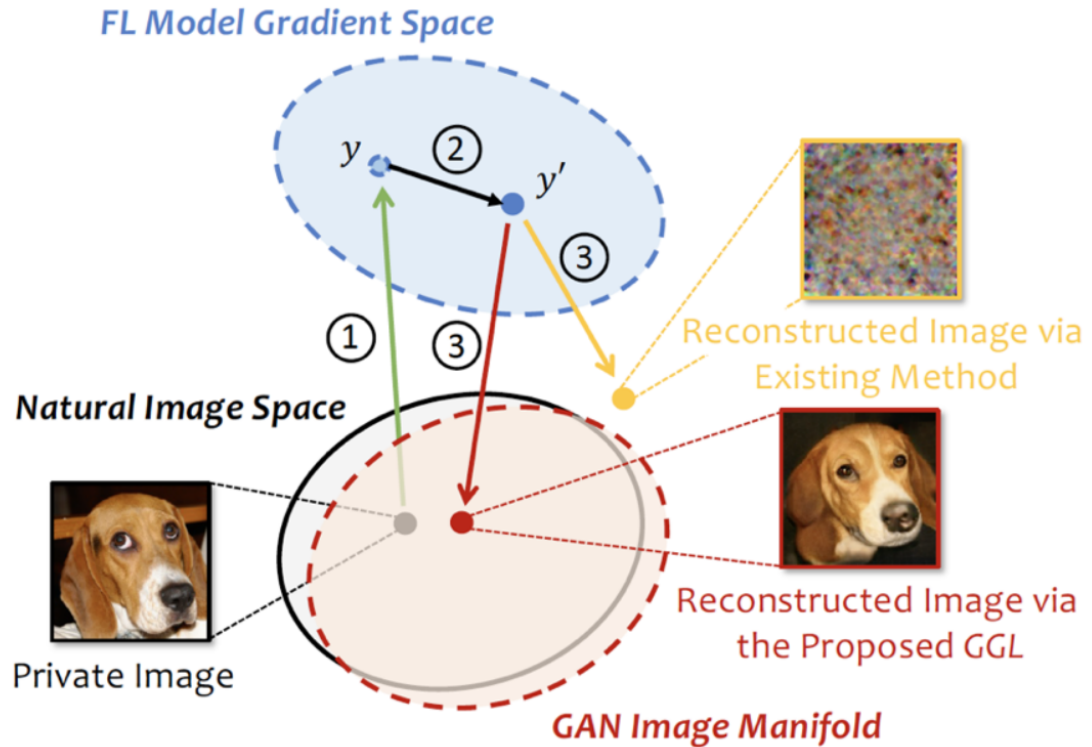 FL Model Gradient Space
y
②
y′
③
①
③
Reconstructed Image via
Existing Method
Natural Image Space
Private Image
Reconstructed Image via
the Proposed GGL
GAN Image Manifold